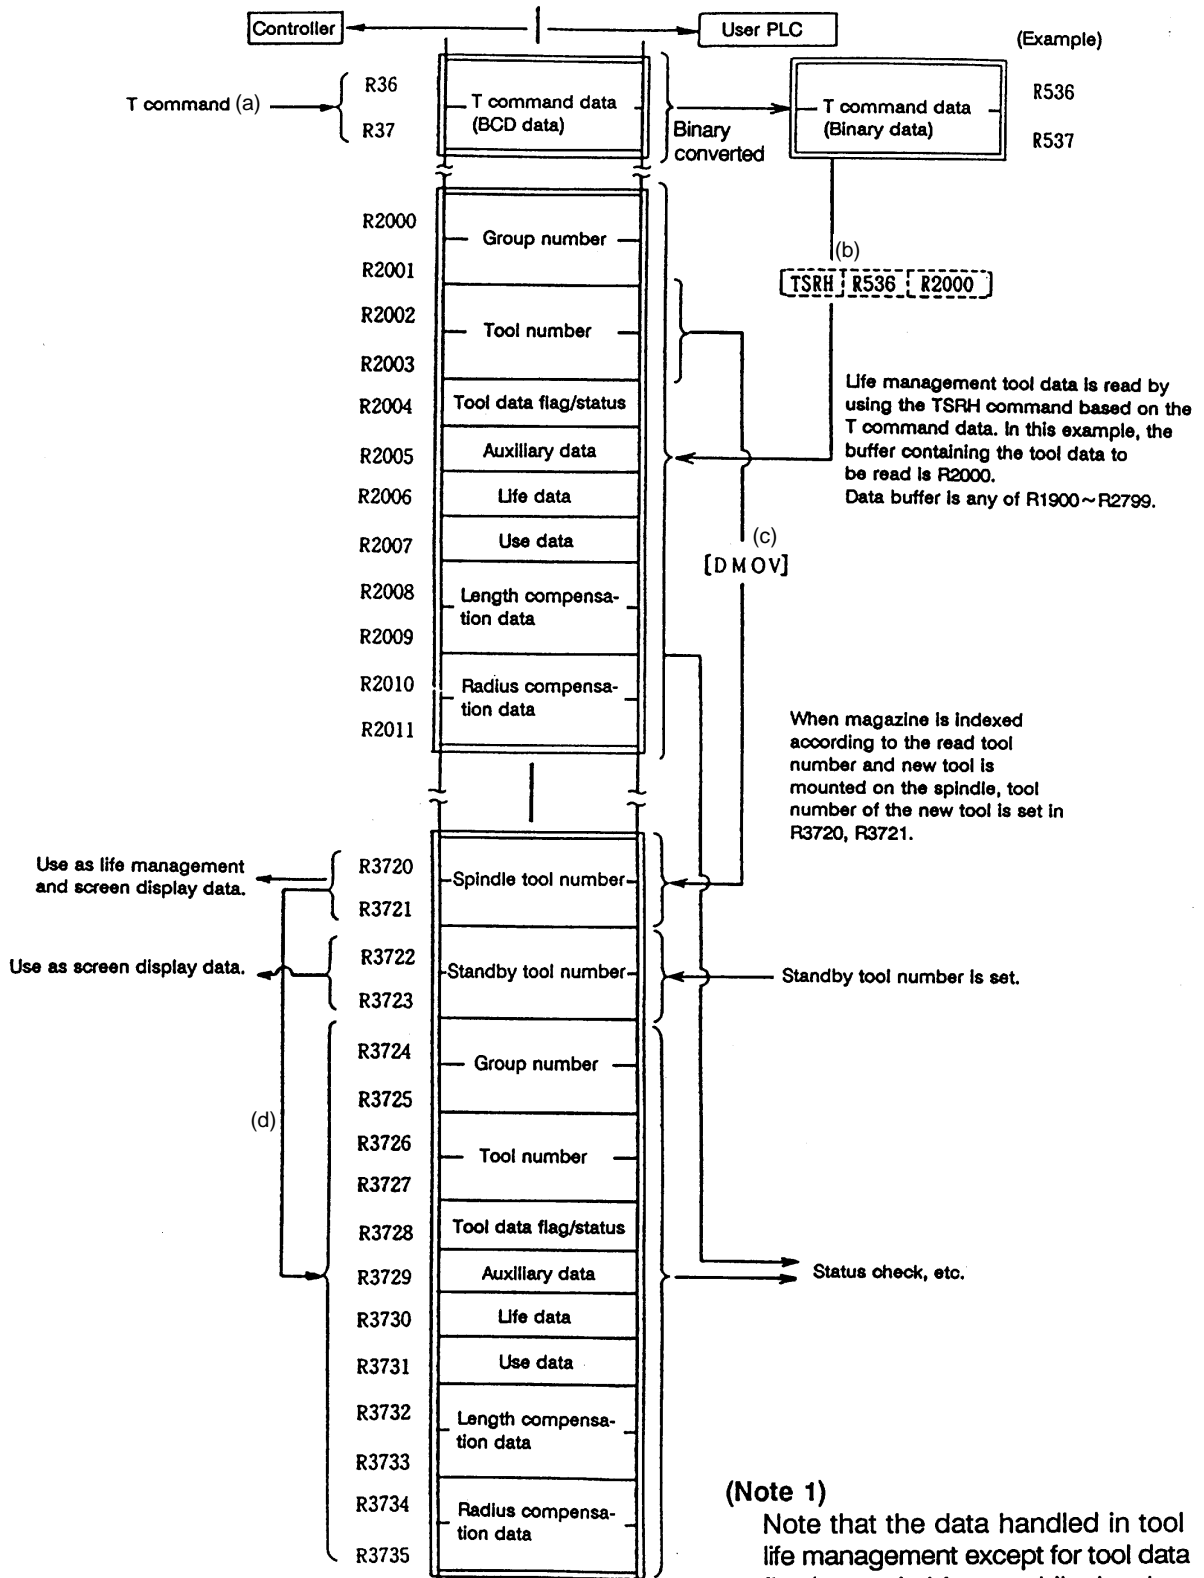 Controller
User PLC
(Example)
T command (a)
R36
R37
T command data
(BCD data)
Binary
converted
T command data
(Binary data)
R536
R537
R2000
R2001
Group number
(b)
TSRH R536 R2000
R2002
R2003
Tool number
R2004
Tool data flag/status
R2005
Auxiliary data
R2006
Life data
R2007
Use data
R2008
R2009
Length compensa-
tion data
R2010
R2011
Radius compensa-
tion data
Life management tool data is read by
using the TSRH command based on the
T command data. In this example, the
buffer containing the tool data to
be read is R2000.
Data buffer is any of R1900~R2799.
(c)
[DMOV]
When magazine is indexed
according to the read tool
number and new tool is
mounted on the spindle, tool
number of the new tool is set in
R3720, R3721.
Use as life management
and screen display data.
R3720
R3721
Spindle tool number
Use as screen display data.
R3722
R3723
Standby tool number
Standby tool number is set.
R3724
R3725
Group number
(d)
R3726
R3727
Tool number
R3728
Tool data flag/status
R3729
Auxiliary data
Status check, etc.
R3730
Life data
R3731
Use data
R3732
R3733
Length compensa-
tion data
R3734
R3735
Radius compensa-
tion data
(Note 1)
Note that the data handled in tool
life management except for tool data